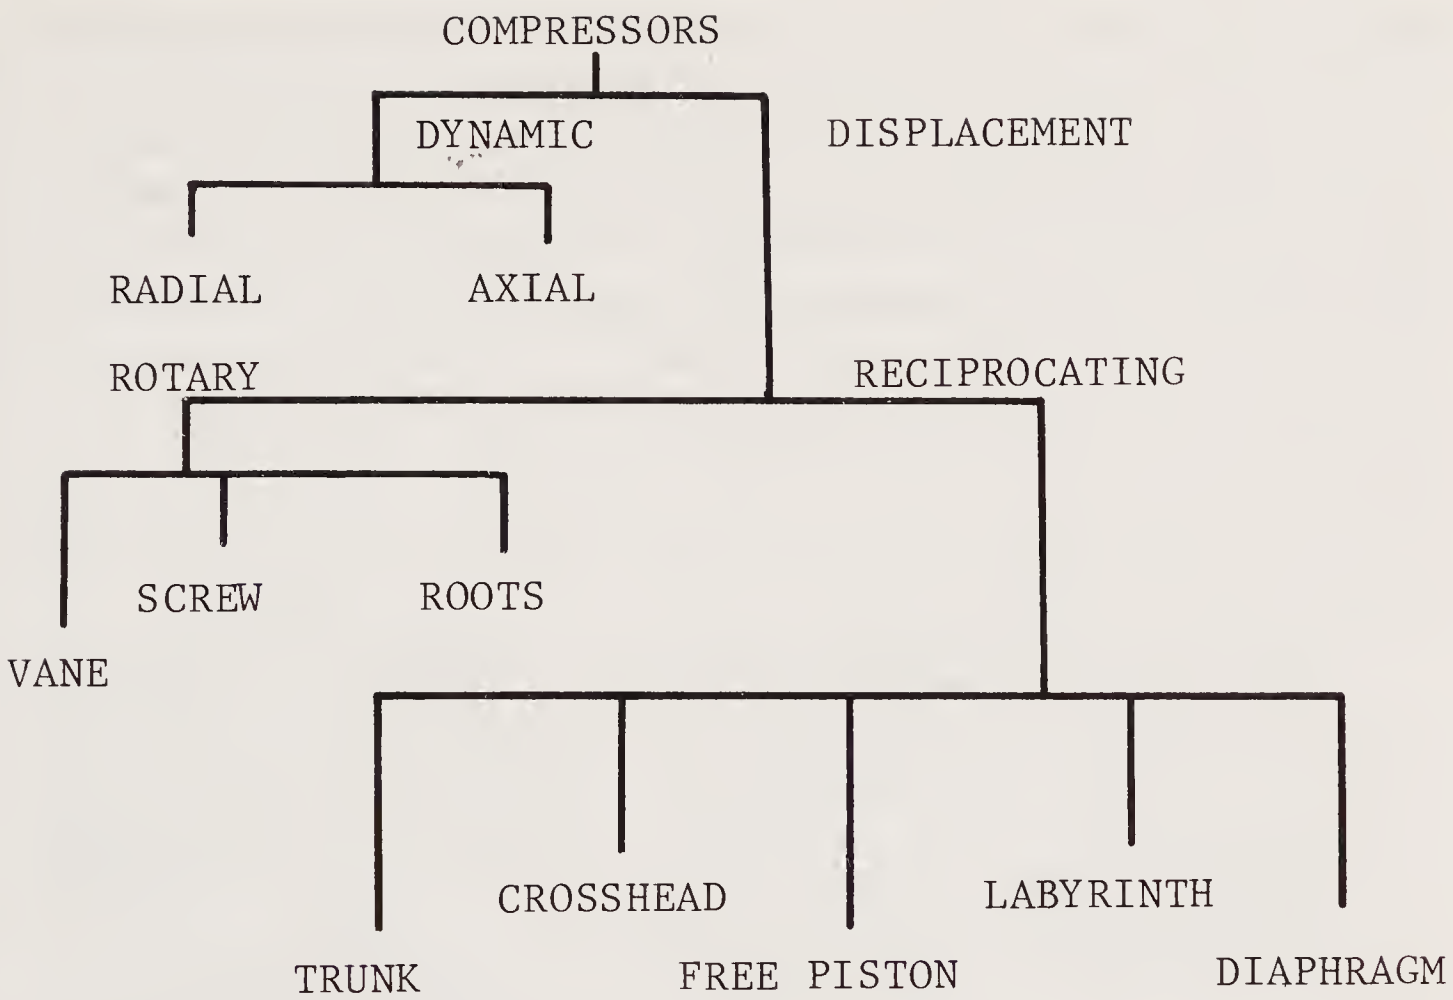 COMPRESSORS
DYNAMIC
DISPLACEMENT
RADIAL
AXIAL
ROTARY
RECIPROCATING
SCREW
ROOTS
VANE
CROSSHEAD
LABYRINTH
TRUNK
FREE PISTON
DIAPHRAGM